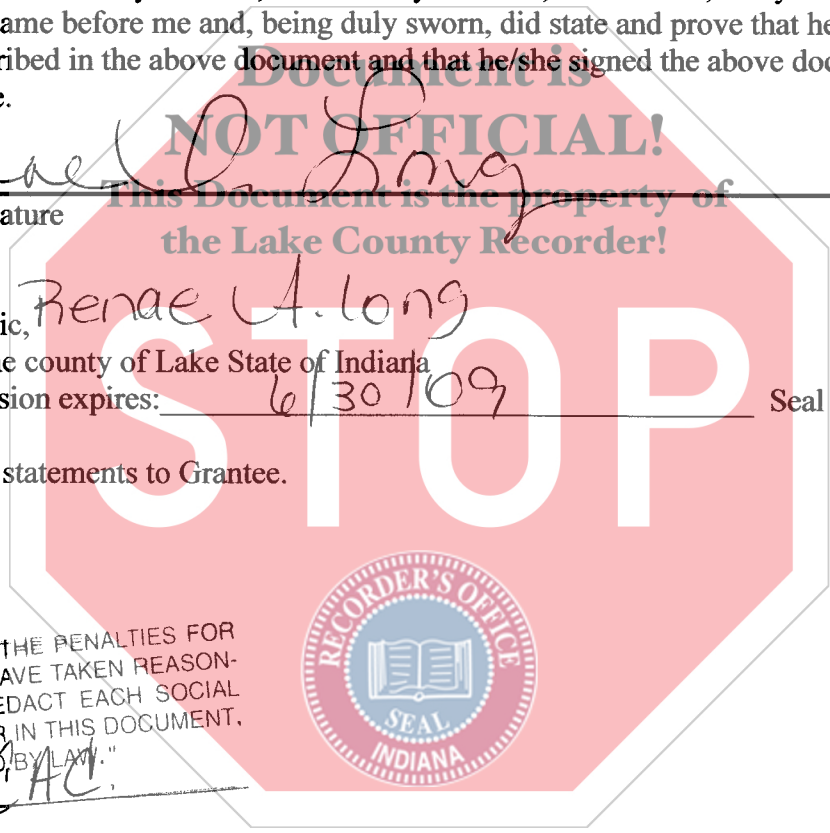 ame before me and, being duly sworn, did state and prove that he
ribed in the above document and that he/she signed the above doc
e.
Document is
NOT OFFICIAL!
This Document is the property of
the Lake County Recorder!
ature
ic, Renae A. Long
e county of Lake State of Indiana
sion expires: 6/30/09 Seal
statements to Grantee.
STOP
RECORDER'S OFFICE
SEAL
INDIANA
THE PENALTIES FOR
AVE TAKEN REASON-
EDACT EACH SOCIAL
R IN THIS DOCUMENT,
BY LAW."